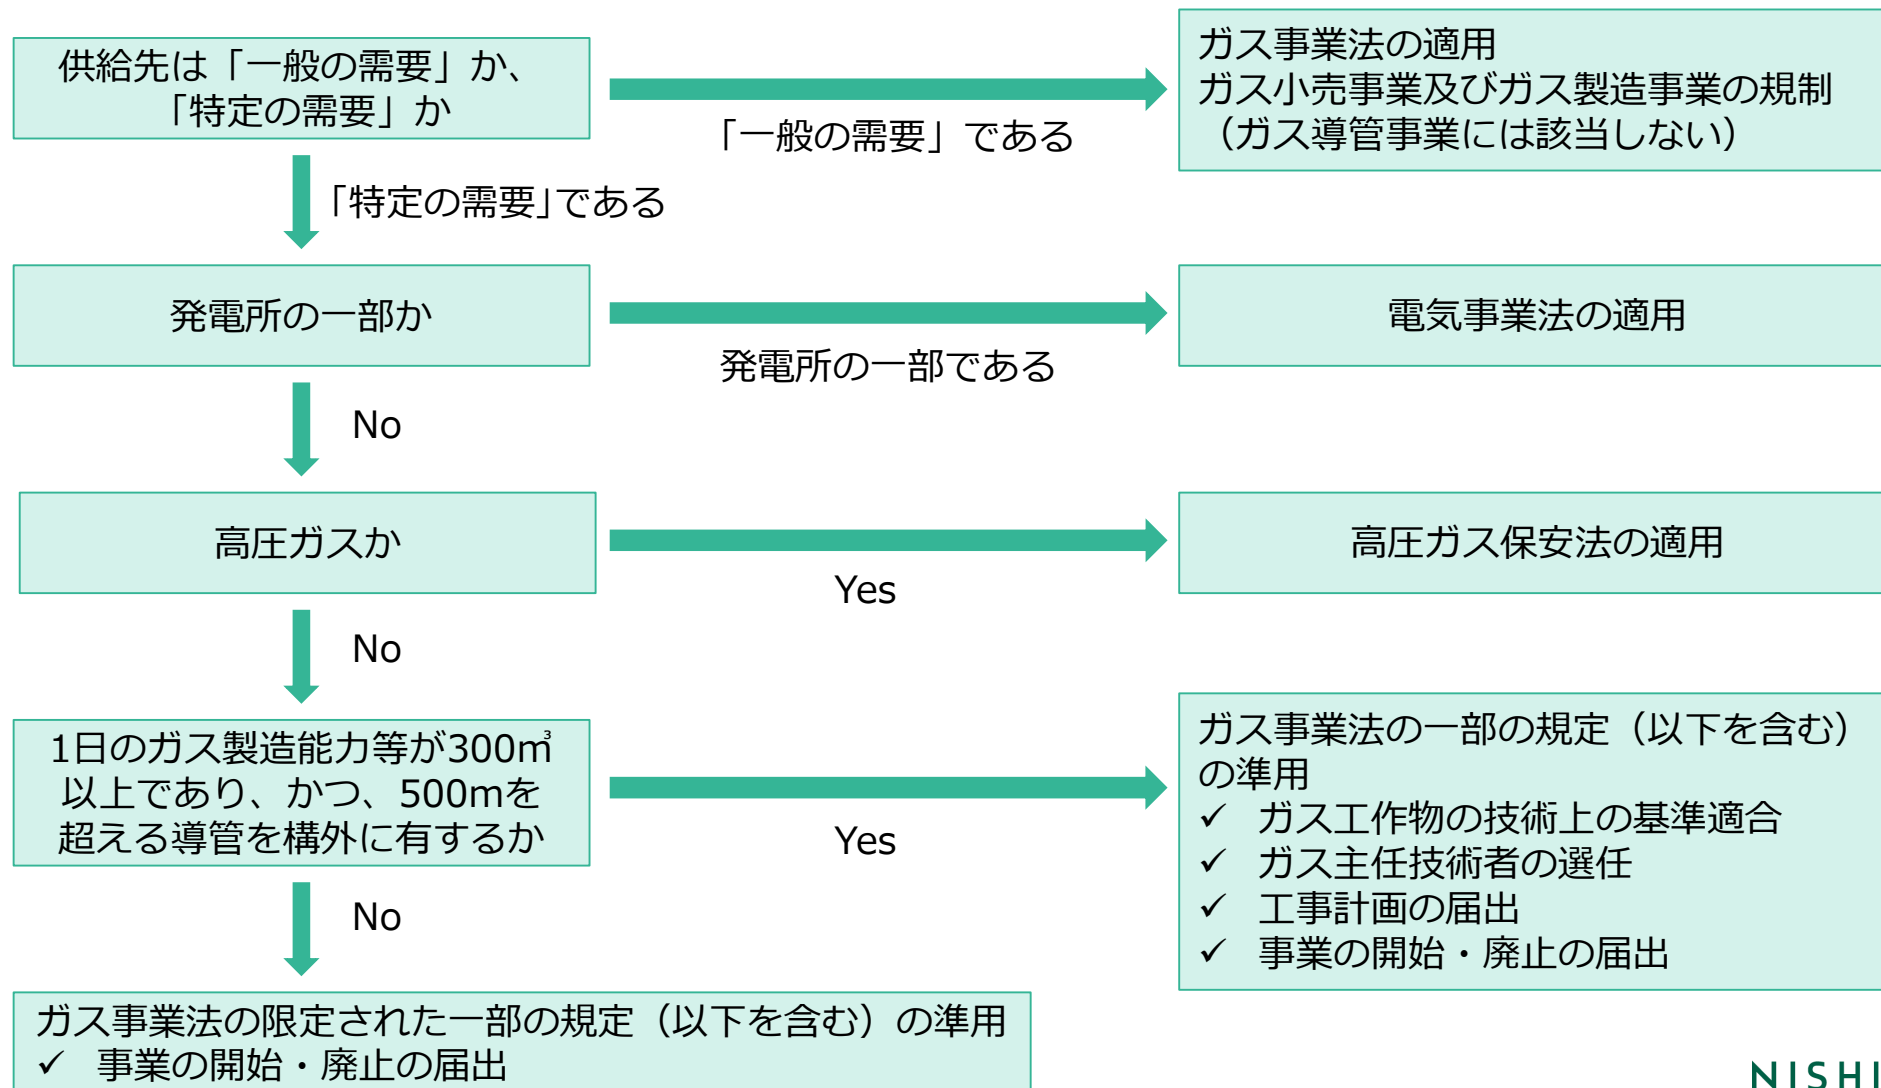 供給先は「一般の需要」か、
「特定の需要」か
「一般の需要」である
ガス事業法の適用
ガス小売事業及びガス製造事業の規制
（ガス導管事業には該当しない）
「特定の需要」である
発電所の一部か
発電所の一部である
電気事業法の適用
No
高圧ガスか
Yes
高圧ガス保安法の適用
No
1日のガス製造能力等が300㎥
以上であり、かつ、500mを
超える導管を構外に有するか
Yes
ガス事業法の一部の規定（以下を含む）
の準用
✓ ガス工作物の技術上の基準適合
✓ ガス主任技術者の選任
✓ 工事計画の届出
✓ 事業の開始・廃止の届出
No
ガス事業法の限定された一部の規定（以下を含む）の準用
✓ 事業の開始・廃止の届出
NISHI